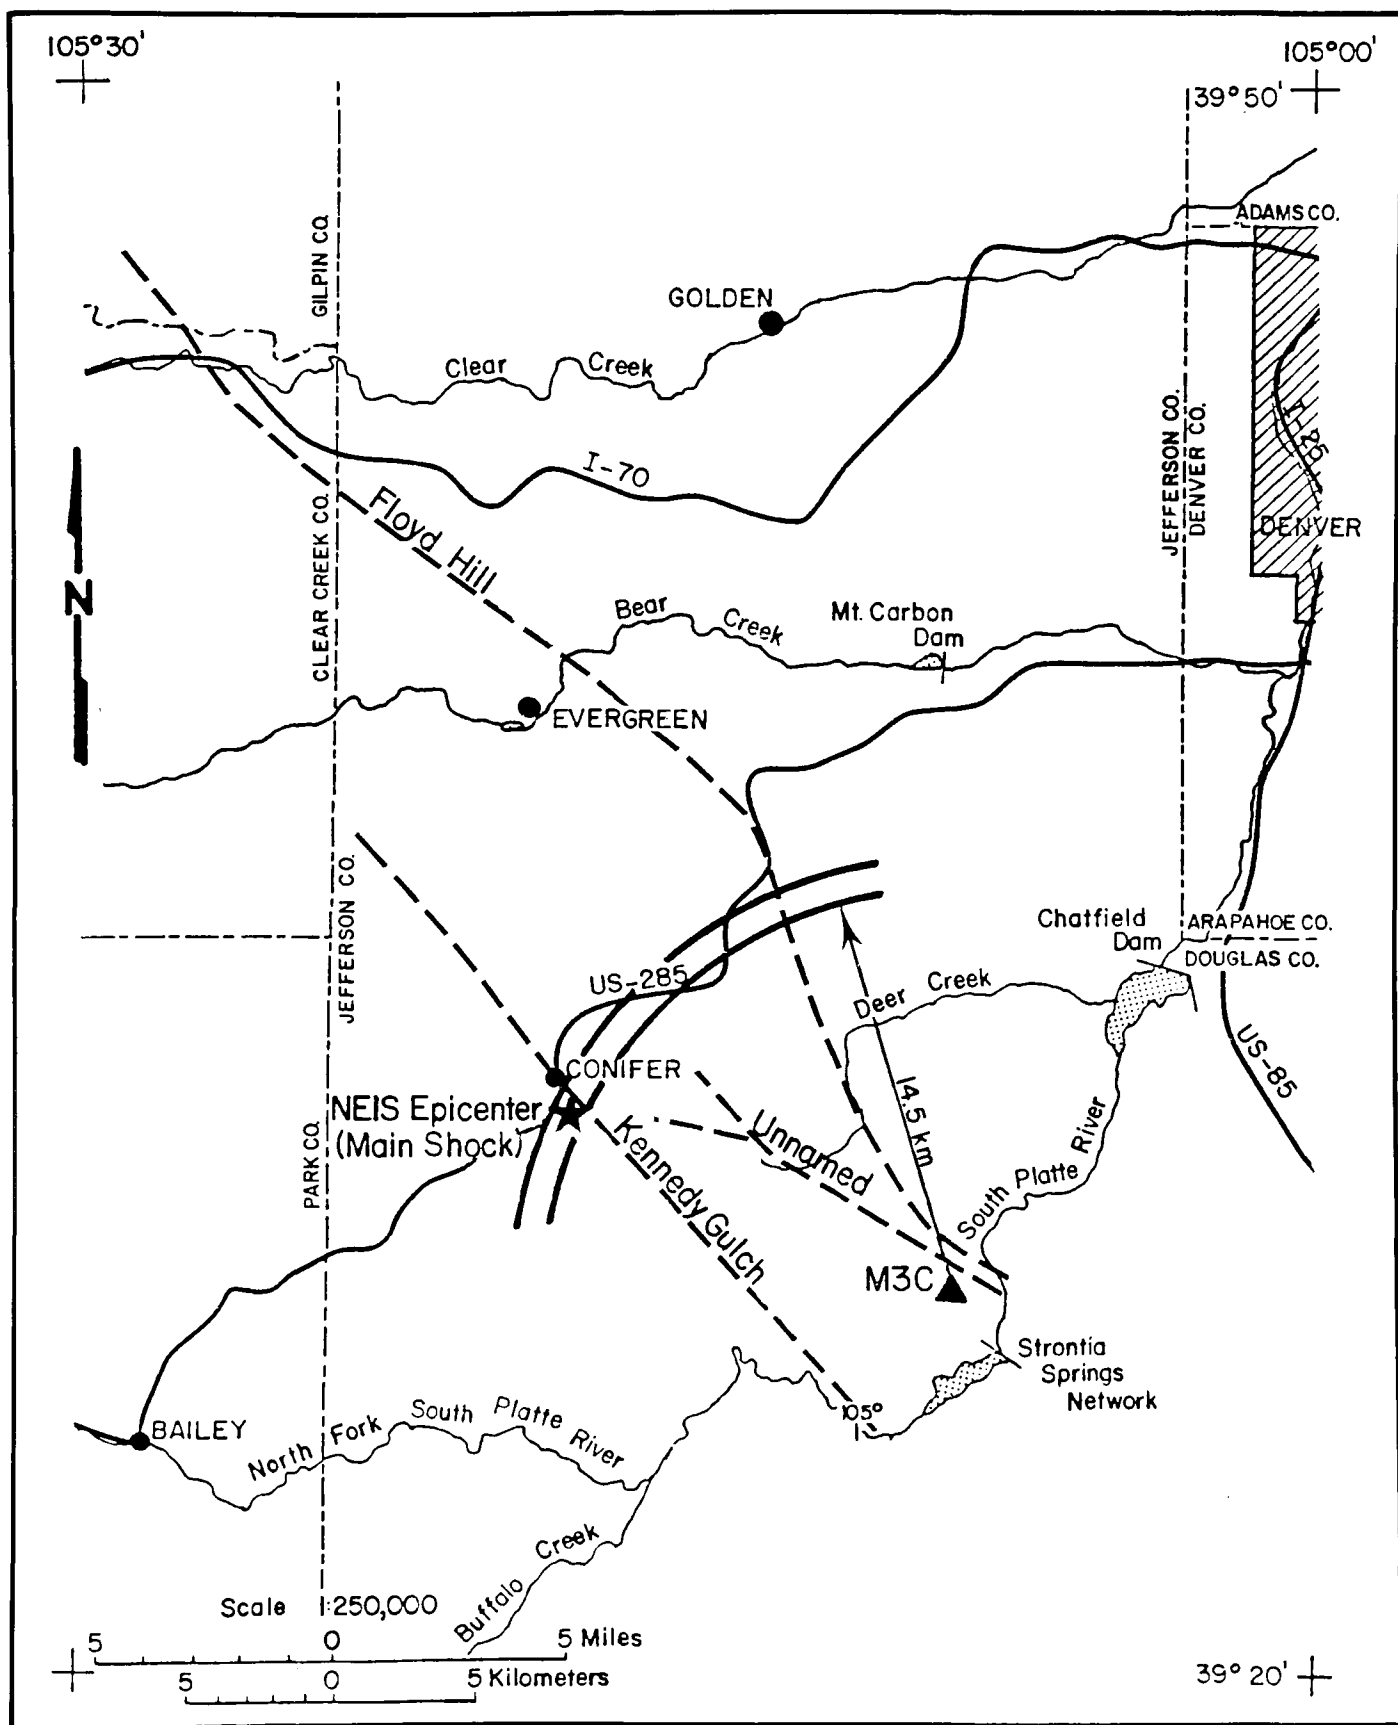 105°30'
105°00'
39°50'
ADAMS CO.
GILPIN CO.
GOLDEN
Clear Creek
I-70
I-25
JEFFERSON CO.
DENVER CO.
DENVER
Floyd Hill
CLEAR CREEK CO.
N
Bear Creek
Mt. Carbon
Dam
EVERGREEN
JEFFERSON CO.
Chatfield
Dam
ARAPAHOE CO.
DOUGLAS CO.
US-285
Deer Creek
US-85
CONIFER
NEIS Epicenter
(Main Shock)
14.5 km
Unnamed
Kennedy Gulch
PARK CO.
South Platte River
M3C
Strontia
Springs
Network
105°
BAILEY
North Fork South Platte River
Buffalo Creek
Scale 1:250,000
5 0 5 Miles
5 0 5 Kilometers
39° 20'